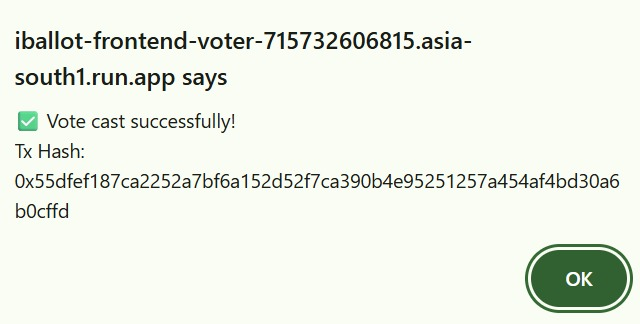 iballot-frontend-voter-715732606815.asia-
south1.run.app says
✅ Vote cast successfully!
Tx Hash:
0x55dfef187ca2252a7bf6a152d52f7ca390b4e95251257a454af4bd30a6
b0cffd
OK